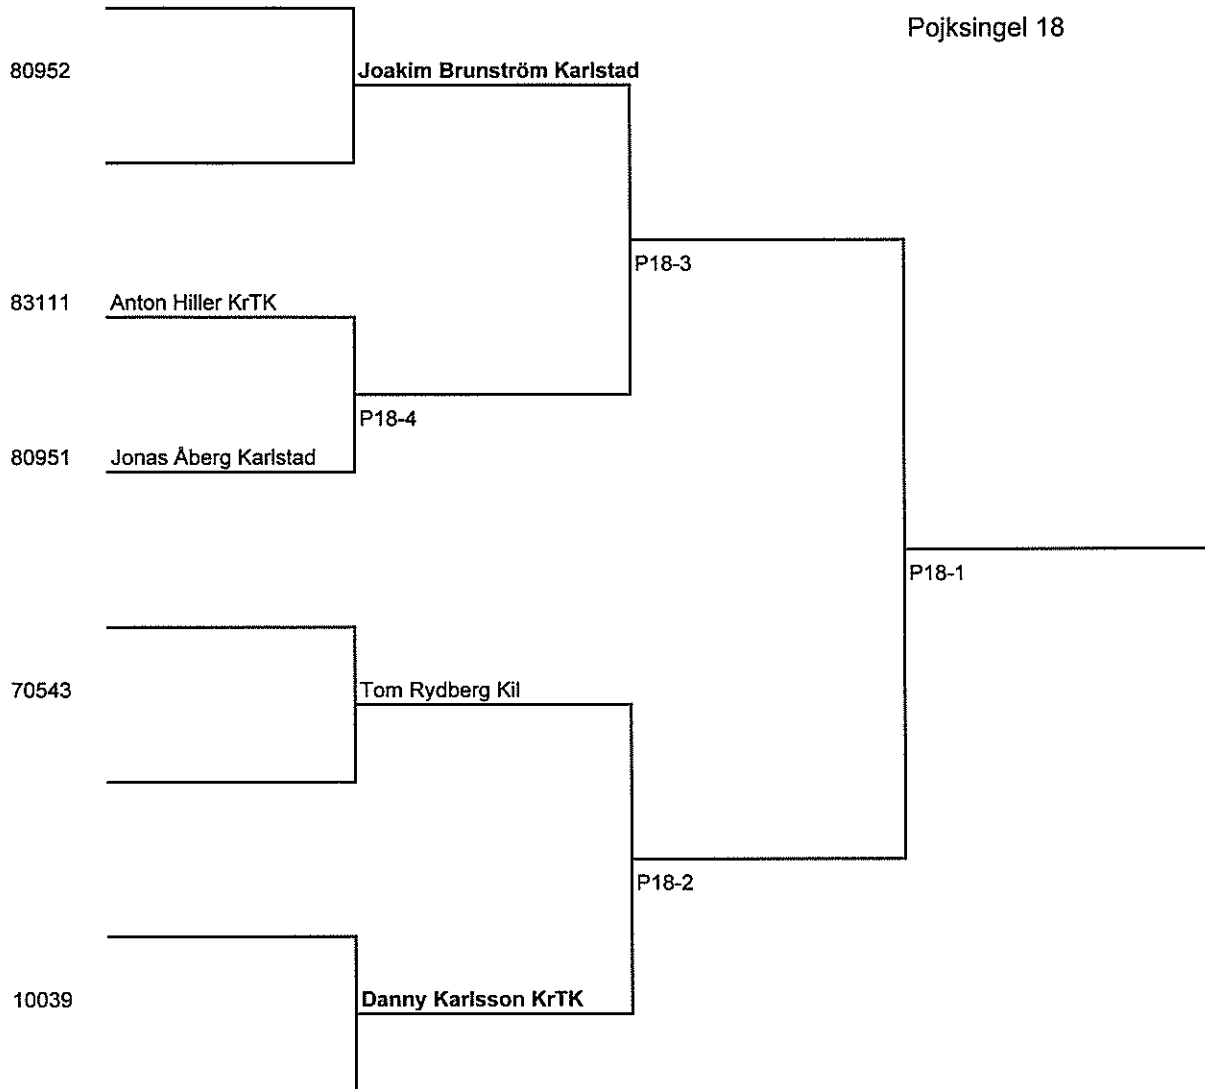 Pojksingel 18
80952 Joakim Brunström Karlstad
P18-3
83111 Anton Hiller KrTK
P18-4
80951 Jonas Åberg Karlstad
P18-1
70543 Tom Rydberg Kil
P18-2
10039 Danny Karlsson KrTK